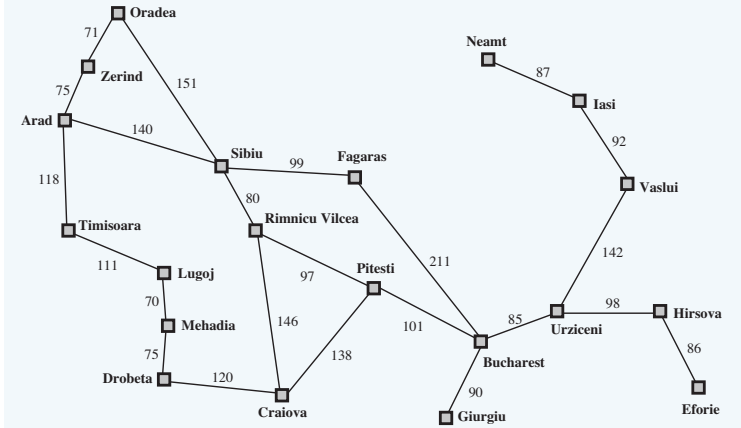 Oradea
71
Neamt
Zerind
87
151
75
Iasi
Arad
140
92
Sibiu
99
Fagaras
118
80
Vaslui
Timisoara
Rimnicu Vilcea
211
142
111
Lugoj
97
Pitesti
70
98
Hirsova
146
101
85
Mehadia
Urziceni
75
138
86
Bucharest
Drobeta
120
90
Craiova
Giurgiu
Eforie